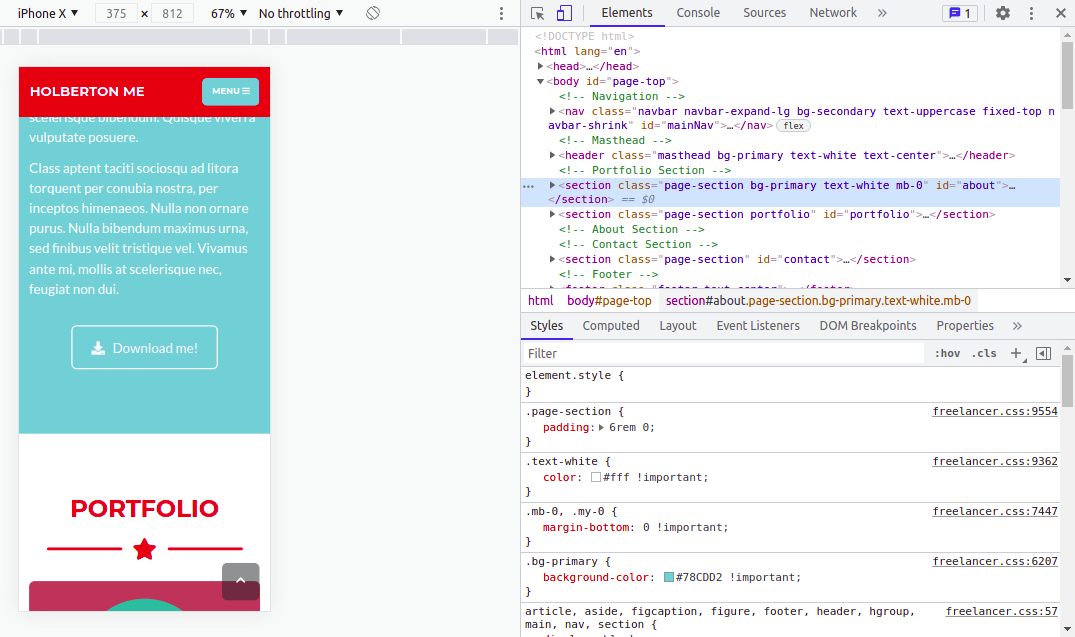 iPhone X ▼ 375 × 812 67% ▼ No throttling ▼
HOLBERTON ME
MENU
scelerisque bibendum. Quisque viverra
vulputate posuere.
Class aptent taciti sociosqu ad litora
torquent per conubia nostra, per
inceptos himenaeos. Nulla non ornare
purus. Nulla bibendum maximus urna,
sed finibus velit tristique vel. Vivamus
ante mi, mollis at scelerisque nec,
feugiat non dui.
Download me!
PORTFOLIO
Elements Console Sources Network » 1
<!DOCTYPE html>
<html lang="en">
<head>…</head>
<body id="page-top">
<!-- Navigation -->
<nav class="navbar navbar-expand-lg bg-secondary text-uppercase fixed-top n
avbar-shrink" id="mainNav">…</nav> flex
<!-- Masthead -->
<header class="masthead bg-primary text-white text-center">…</header>
<!-- Portfolio Section -->
<section class="page-section bg-primary text-white mb-0" id="about">…
</section> == $0
<section class="page-section portfolio" id="portfolio">…</section>
<!-- About Section -->
<!-- Contact Section -->
<section class="page-section" id="contact">…</section>
<!-- Footer -->
<footer class="footer text-center">…</footer>
html body#page-top section#about.page-section.bg-primary.text-white.mb-0
Styles Computed Layout Event Listeners DOM Breakpoints Properties »
Filter :hov .cls +
element.style {
}
.page-section { freelancer.css:9554
padding: 6rem 0;
}
.text-white { freelancer.css:9362
color: #fff !important;
}
.mb-0, .my-0 { freelancer.css:7447
margin-bottom: 0 !important;
}
.bg-primary { freelancer.css:6207
background-color: #78CDD2 !important;
}
article, aside, figcaption, figure, footer, header, hgroup, freelancer.css:57
main, nav, section {